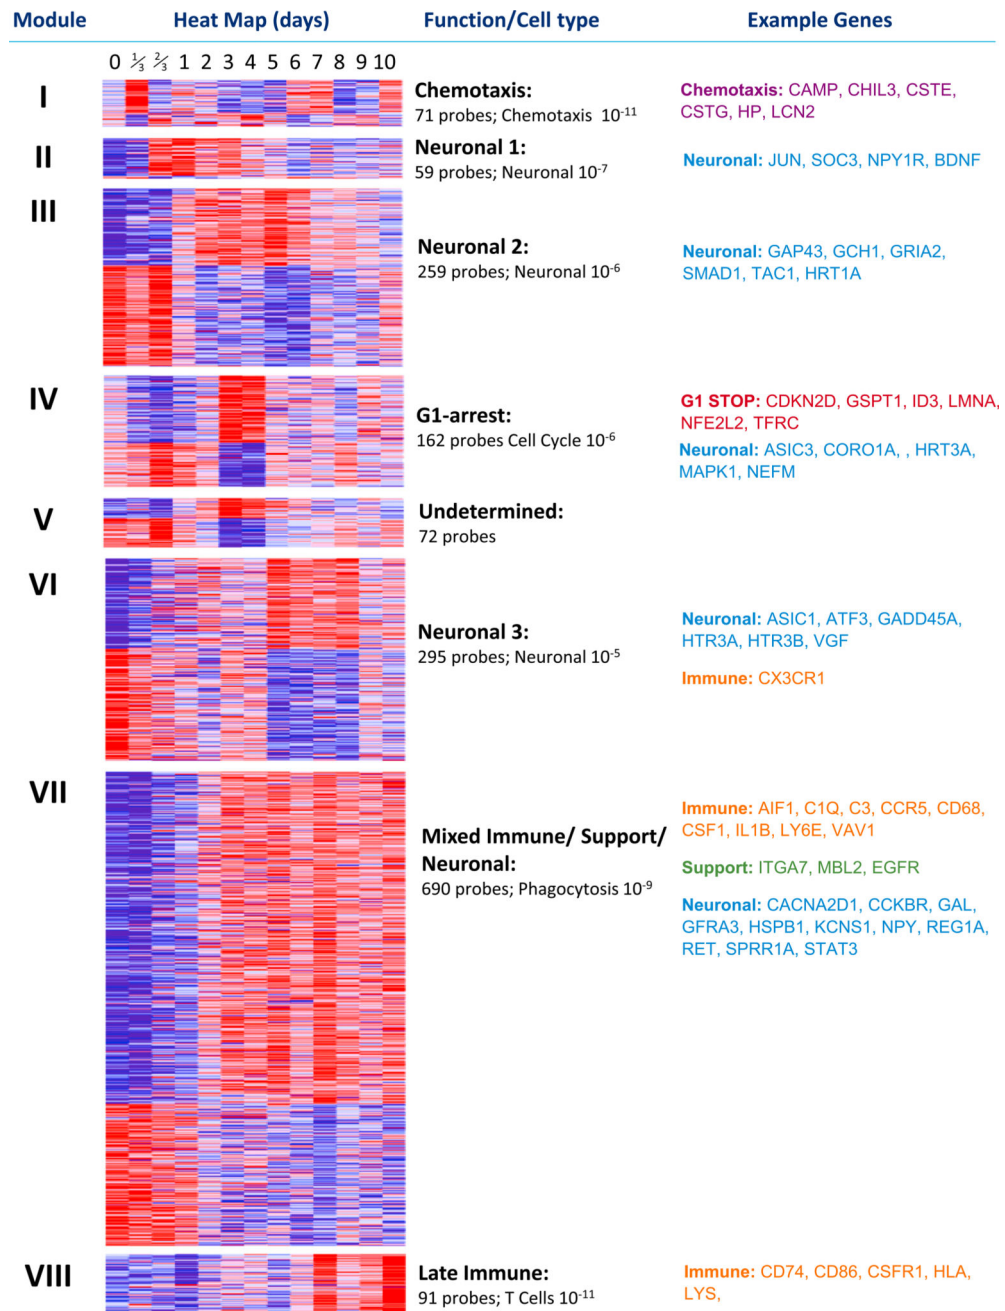 Module Heat Map (days) Function/Cell type Example Genes
0 1/3 2/3 1 2 3 4 5 6 7 8 9 10
I
Chemotaxis:
71 probes; Chemotaxis 10-11
Chemotaxis: CAMP, CHIL3, CSTE,
CSTG, HP, LCN2
II
Neuronal 1:
59 probes; Neuronal 10-7
Neuronal: JUN, SOC3, NPY1R, BDNF
III
Neuronal 2:
259 probes; Neuronal 10-6
Neuronal: GAP43, GCH1, GRIA2,
SMAD1, TAC1, HRT1A
IV
G1-arrest:
162 probes Cell Cycle 10-6
G1 STOP: CDKN2D, GSPT1, ID3, LMNA,
NFE2L2, TFRC
Neuronal: ASIC3, CORO1A, , HRT3A,
MAPK1, NEFM
V
Undetermined:
72 probes
VI
Neuronal 3:
295 probes; Neuronal 10-5
Neuronal: ASIC1, ATF3, GADD45A,
HTR3A, HTR3B, VGF
Immune: CX3CR1
VII
Mixed Immune/ Support/
Neuronal:
690 probes; Phagocytosis 10-9
Immune: AIF1, C1Q, C3, CCR5, CD68,
CSF1, IL1B, LY6E, VAV1
Support: ITGA7, MBL2, EGFR
Neuronal: CACNA2D1, CCKBR, GAL,
GFRA3, HSPB1, KCNS1, NPY, REG1A,
RET, SPRR1A, STAT3
VIII
Late Immune:
91 probes; T Cells 10-11
Immune: CD74, CD86, CSFR1, HLA,
LYS,